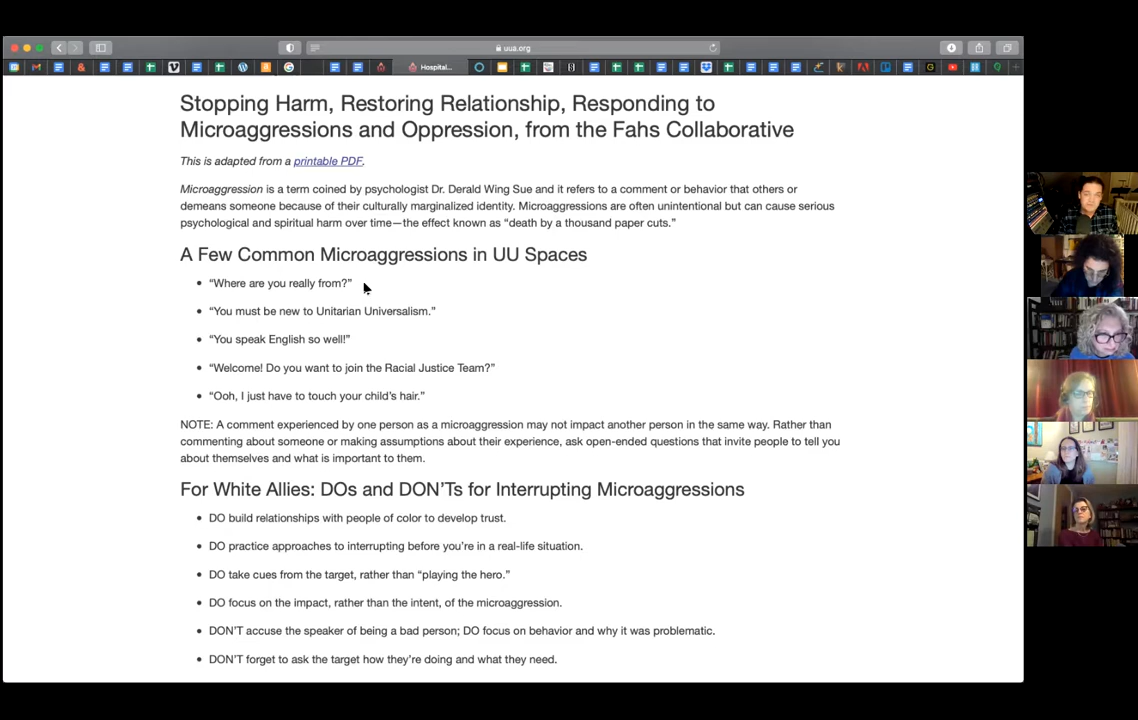 uua.org
Hospital...
Stopping Harm, Restoring Relationship, Responding to
Microaggressions and Oppression, from the Fahs Collaborative
This is adapted from a printable PDF.
Microaggression is a term coined by psychologist Dr. Derald Wing Sue and it refers to a comment or behavior that others or
demeans someone because of their culturally marginalized identity. Microaggressions are often unintentional but can cause serious
psychological and spiritual harm over time—the effect known as “death by a thousand paper cuts.”
A Few Common Microaggressions in UU Spaces
• “Where are you really from?”
• “You must be new to Unitarian Universalism.”
• “You speak English so well!”
• “Welcome! Do you want to join the Racial Justice Team?”
• “Ooh, I just have to touch your child’s hair.”
NOTE: A comment experienced by one person as a microaggression may not impact another person in the same way. Rather than
commenting about someone or making assumptions about their experience, ask open-ended questions that invite people to tell you
about themselves and what is important to them.
For White Allies: DOs and DON’Ts for Interrupting Microaggressions
• DO build relationships with people of color to develop trust.
• DO practice approaches to interrupting before you’re in a real-life situation.
• DO take cues from the target, rather than “playing the hero.”
• DO focus on the impact, rather than the intent, of the microaggression.
• DON’T accuse the speaker of being a bad person; DO focus on behavior and why it was problematic.
• DON’T forget to ask the target how they’re doing and what they need.